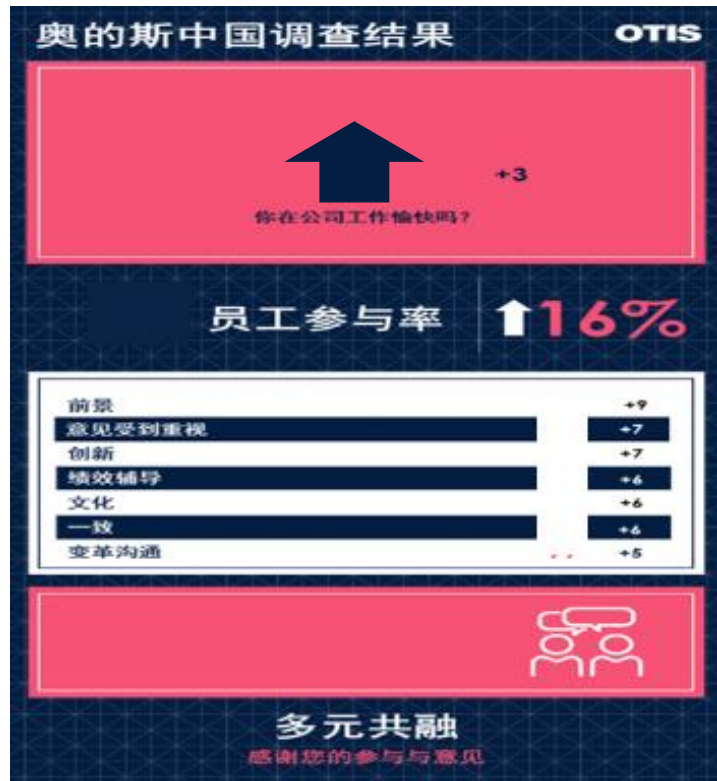 奥的斯中国调查结果 OTIS
+3
你在公司工作愉快吗?
员工参与率 16%
前景 +9
意见受到重视 +7
创新 +7
绩效辅导 +6
文化 +6
一致 +6
变革沟通 +5
多元共融
感谢您的参与与意见